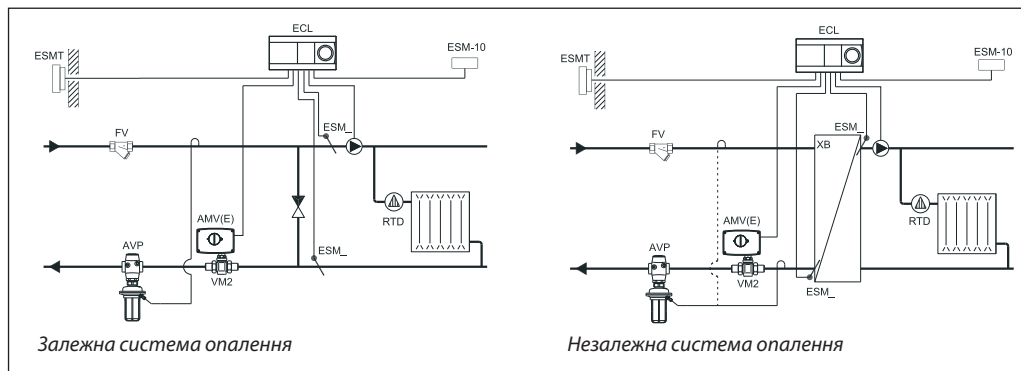 ECL
ESMT
ESM-10
ESM_
FV
AMV(E)
RTD
AVP
ESM_
VM2
Залежна система опалення
ECL
ESMT
ESM-10
ESM_
FV
XB
AMV(E)
RTD
AVP
VM2
ESM_
Незалежна система опалення